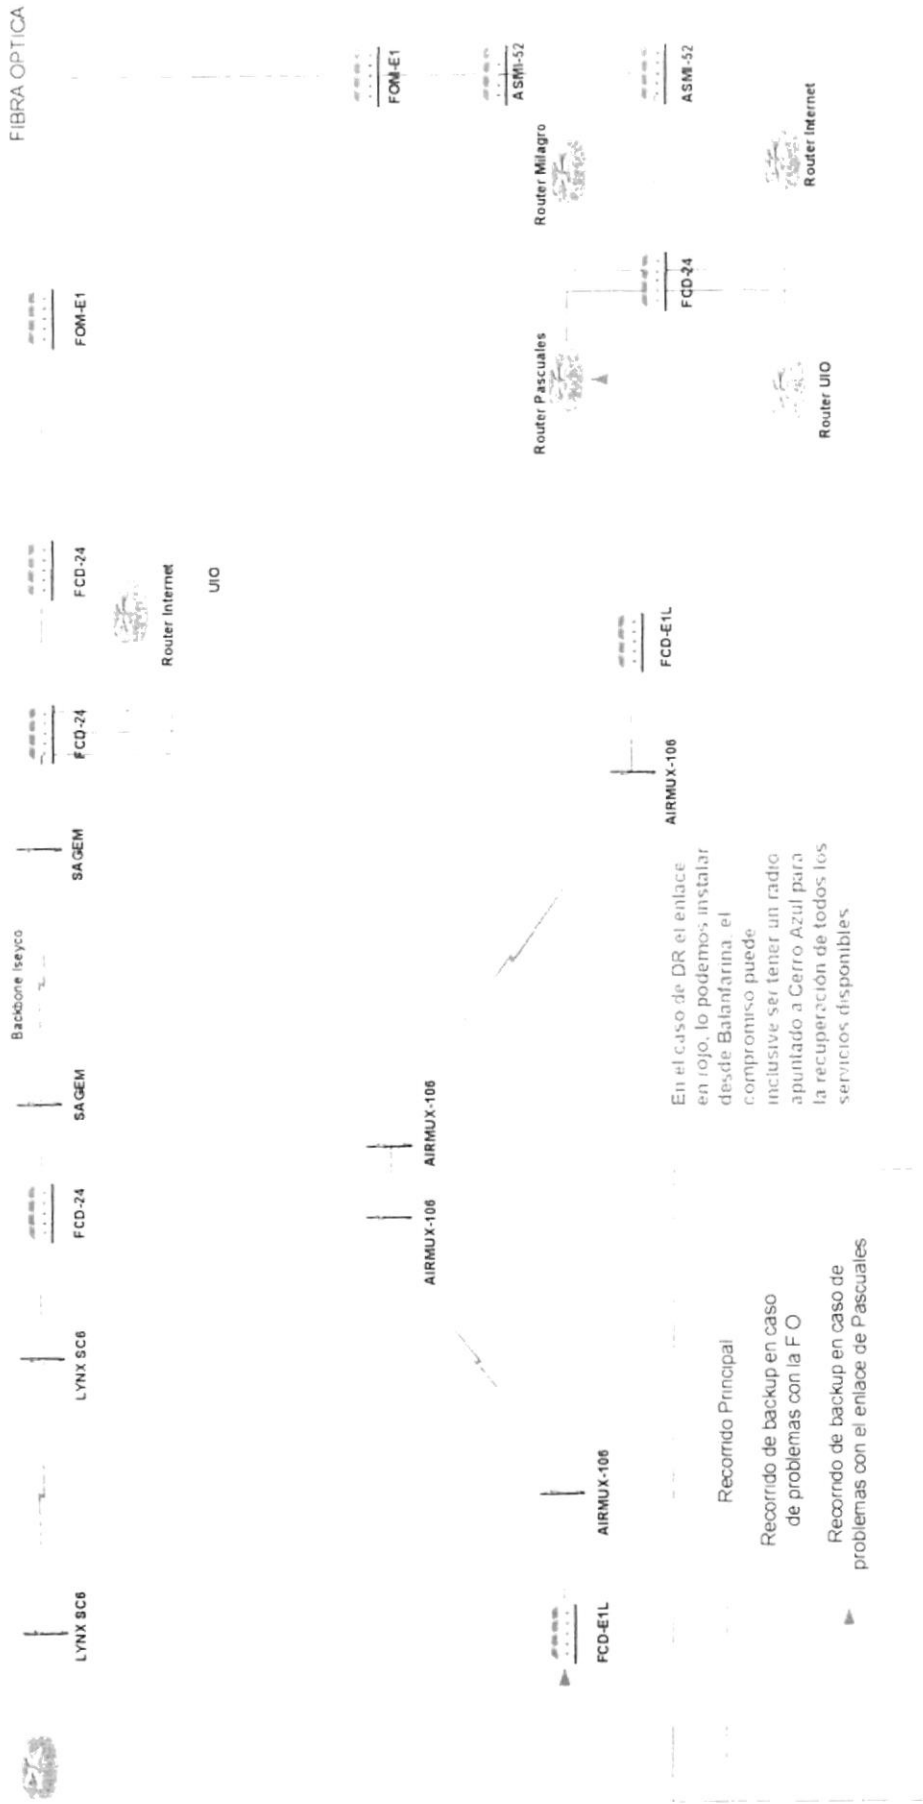 Backbone Iseyco
FIBRA OPTICA
LYNX SC6
LYNX SC6
FCD-24
SAGEM
SAGEM
FCD-24
FCD-24
FOM-E1
Router Internet
UIO
AIRMUX-106
AIRMUX-106
FOM-E1
ASMI-52
Router Pascuales
Router Milagro
FCD-E1L
AIRMUX-106
AIRMUX-106
FCD-E1L
FCD-24
ASMI-52
Router UIO
Router Internet
En el caso de DR el enlace
en rojo, lo podemos instalar
desde Balanfarina, el
compromiso puede
inclusive ser tener un radio
apuntado a Cerro Azul para
la recuperación de todos los
servicios disponibles
Recorrido Principal
Recorrido de backup en caso
de problemas con la F O
Recorrido de backup en caso de
problemas con el enlace de Pascuales